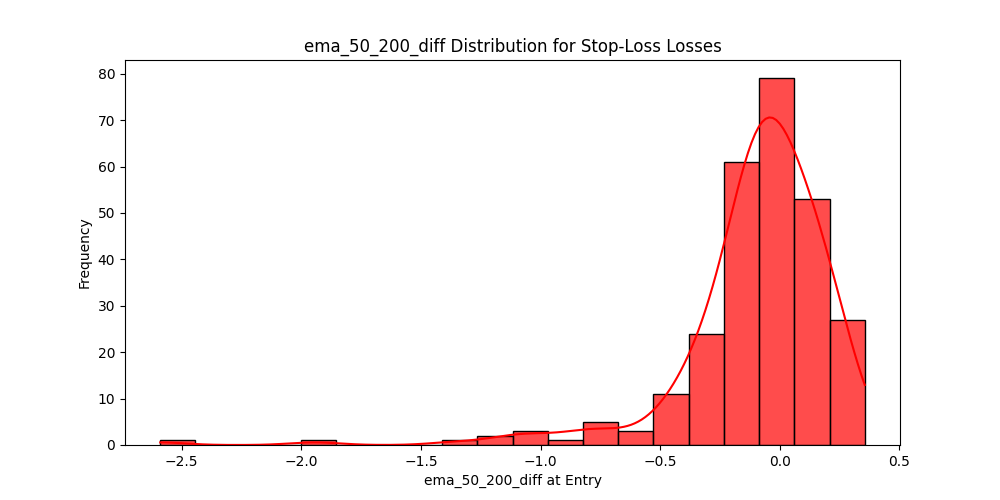 ema_50_200_diff Distribution for Stop-Loss Losses
80
70
60
50
40
30
20
10
0
Frequency
−2.5 −2.0 −1.5 −1.0 −0.5 0.0 0.5
ema_50_200_diff at Entry